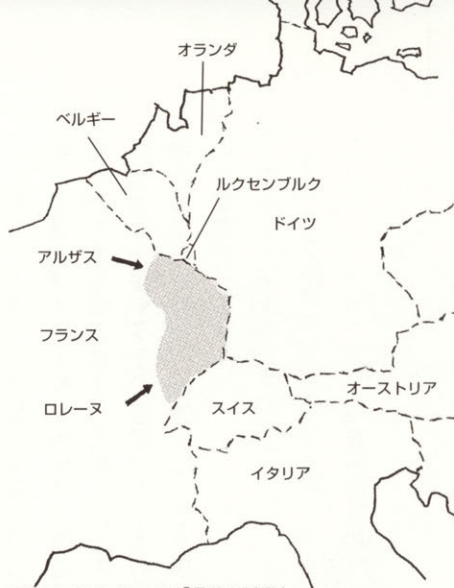 オランダ
ベルギー
ルクセンブルク
ドイツ
アルザス
フランス
オーストリア
ロレーヌ
スイス
イタリア